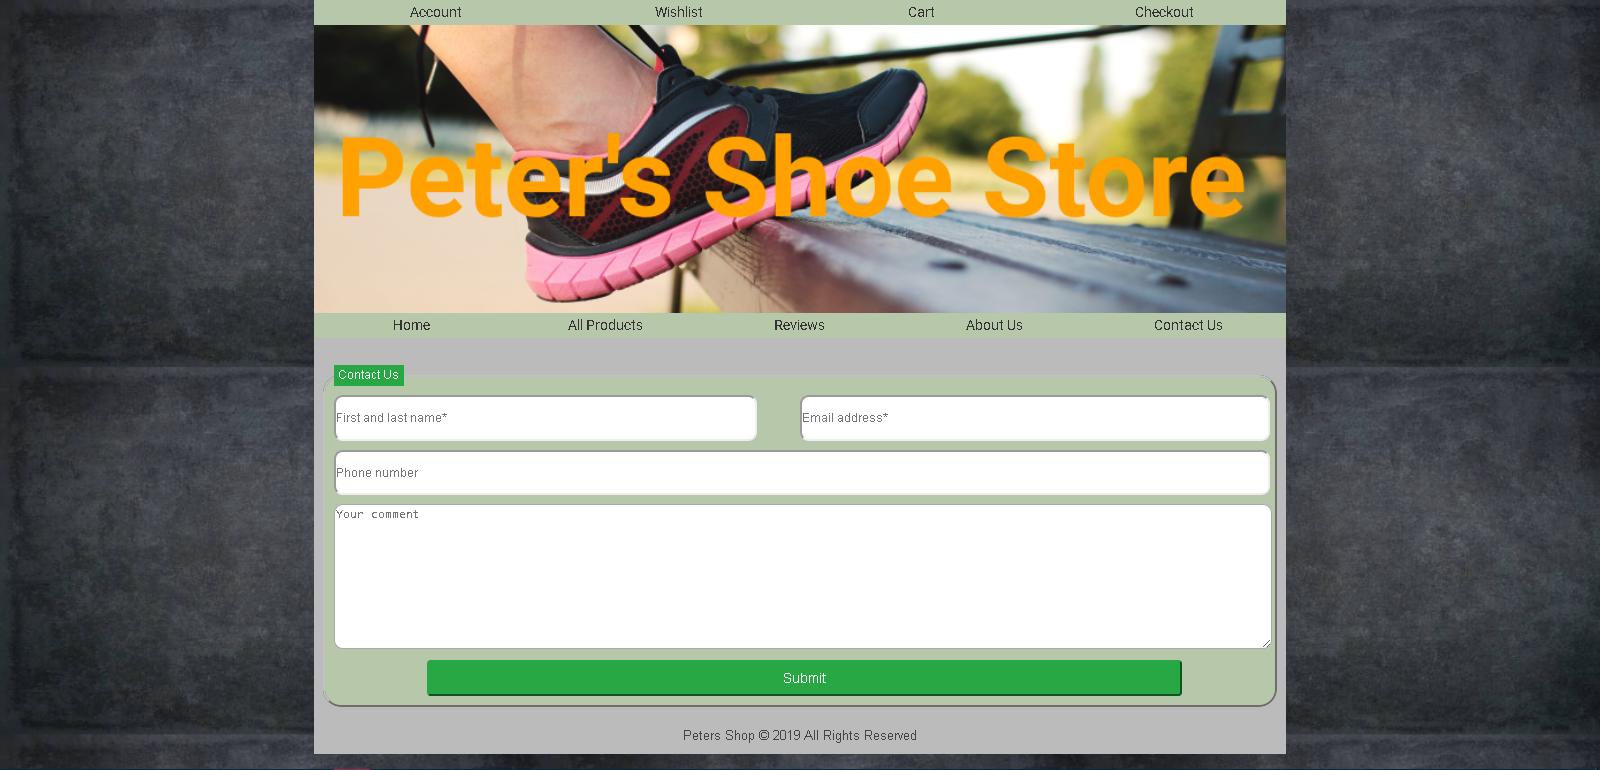 Account Wishlist Cart Checkout
Peter's Shoe Store
Home All Products Reviews About Us Contact Us
Contact Us
First and last name* Email address*
Phone number
Your comment
Submit
Peters Shop © 2019 All Rights Reserved